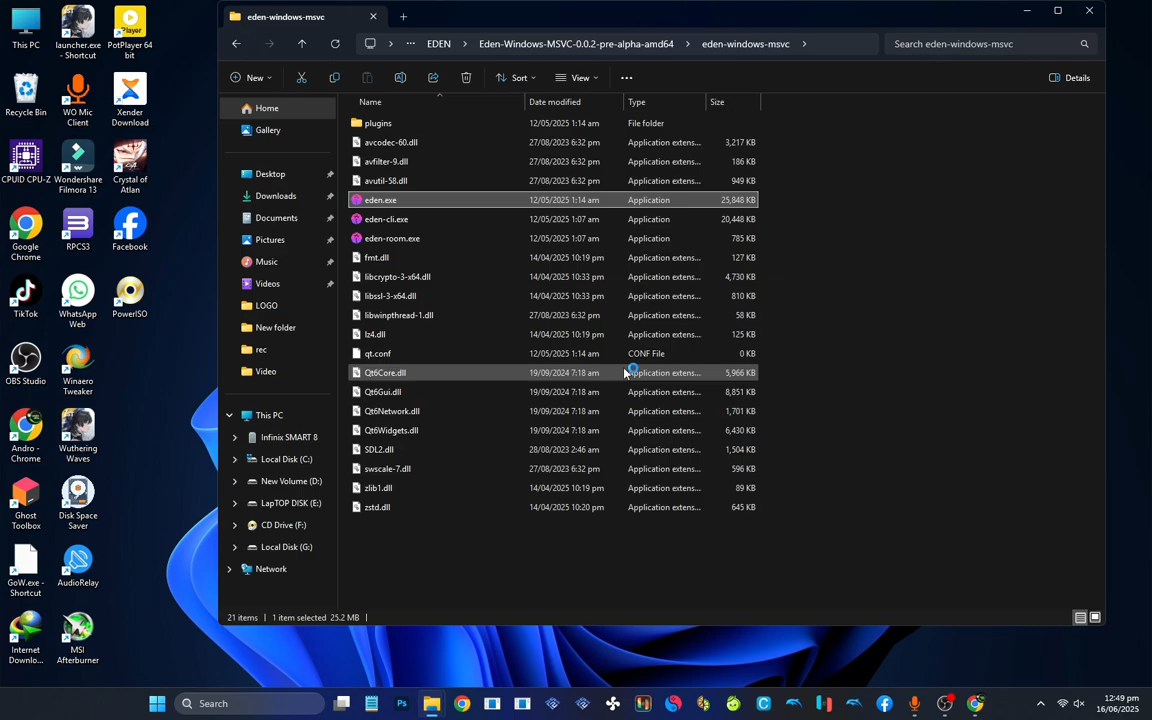 This PC
launcher.exe - Shortcut
PotPlayer 64 bit
Recycle Bin
WO Mic Client
Xender Download
CPUID CPU-Z
Wondershare Filmora 13
Crystal of Atlan
Google Chrome
RPCS3
Facebook
TikTok
WhatsApp Web
PowerISO
OBS Studio
Winaero Tweaker
Andro - Chrome
Wuthering Waves
Ghost Toolbox
Disk Space Saver
GoW.exe - Shortcut
AudioRelay
Internet Downlo...
MSI Afterburner
eden-windows-msvc
EDEN > Eden-Windows-MSVC-0.0.2-pre-alpha-amd64 > eden-windows-msvc >
Search eden-windows-msvc
New
Sort
View
Details
Home
Gallery
Desktop
Downloads
Documents
Pictures
Music
Videos
LOGO
New folder
rec
Video
This PC
Infinix SMART 8
Local Disk (C:)
New Volume (D:)
LapTOP DISK (E:)
CD Drive (F:)
Local Disk (G:)
Network
Name Date modified Type Size
plugins 12/05/2025 1:14 am File folder
avcodec-60.dll 27/08/2023 6:32 pm Application extens... 3,217 KB
avfilter-9.dll 27/08/2023 6:32 pm Application extens... 186 KB
avutil-58.dll 27/08/2023 6:32 pm Application extens... 949 KB
eden.exe 12/05/2025 1:14 am Application 25,848 KB
eden-cli.exe 12/05/2025 1:07 am Application 20,448 KB
eden-room.exe 12/05/2025 1:07 am Application 785 KB
fmt.dll 14/04/2025 10:19 pm Application extens... 127 KB
libcrypto-3-x64.dll 14/04/2025 10:33 pm Application extens... 4,730 KB
libssl-3-x64.dll 14/04/2025 10:33 pm Application extens... 810 KB
libwinpthread-1.dll 27/08/2023 6:32 pm Application extens... 58 KB
lz4.dll 14/04/2025 10:19 pm Application extens... 125 KB
qt.conf 12/05/2025 1:14 am CONF File 0 KB
Qt6Core.dll 19/09/2024 7:18 am Application extens... 5,966 KB
Qt6Gui.dll 19/09/2024 7:18 am Application extens... 8,851 KB
Qt6Network.dll 19/09/2024 7:18 am Application extens... 1,701 KB
Qt6Widgets.dll 19/09/2024 7:18 am Application extens... 6,430 KB
SDL2.dll 28/08/2023 2:46 am Application extens... 1,504 KB
swscale-7.dll 27/08/2023 6:32 pm Application extens... 596 KB
zlib1.dll 14/04/2025 10:19 pm Application extens... 89 KB
zstd.dll 14/04/2025 10:20 pm Application extens... 645 KB
21 items | 1 item selected 25.2 MB |
Search
12:49 pm
16/06/2025